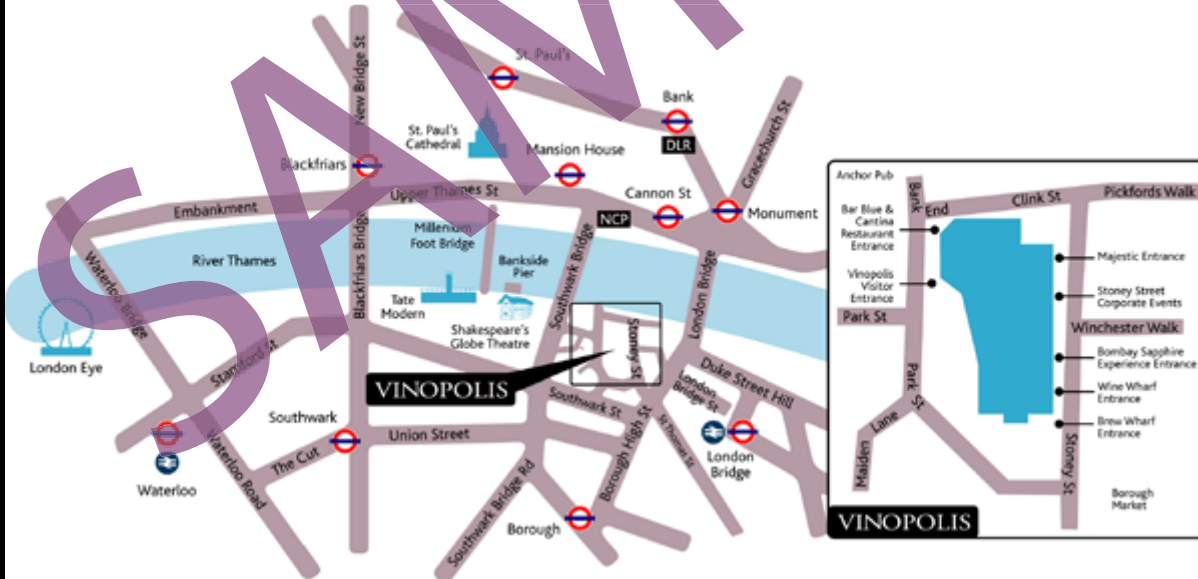 St. Paul's
New Bridge St
Bank
DLR
St. Paul's
Cathedral
Mansion House
Gracechurch St
Blackfriars
Upper Thames St
Cannon St
NCP
Monument
Embankment
Millenium
Foot Bridge
River Thames
Bankside
Pier
Waterloo Bridge
Blackfriars Bridge
Southwark Bridge
London Bridge
Tate
Modern
Shakespeare's
Globe Theatre
Stoney St
London Eye
Stamford St
VINOPOLIS
Duke Street Hill
London
Bridge St
Southwark St
Southwark
Union Street
The Cut
Borough High St
St Thomas St
London
Bridge
Waterloo
Waterloo Road
Southwark Bridge Rd
Borough
Anchor Pub
Bank
End
Clink St
Pickfords Walk
Bar Blue &
Cantina
Restaurant
Entrance
Majestic Entrance
Vinopolis
Visitor
Entrance
Stoney Street
Corporate Events
Park St
Winchester Walk
Bombay Sapphire
Experience Entrance
Park St
Wine Wharf
Entrance
Brew Wharf
Entrance
Maiden
Lane
Stoney St
Borough
Market
VINOPOLIS
SAM